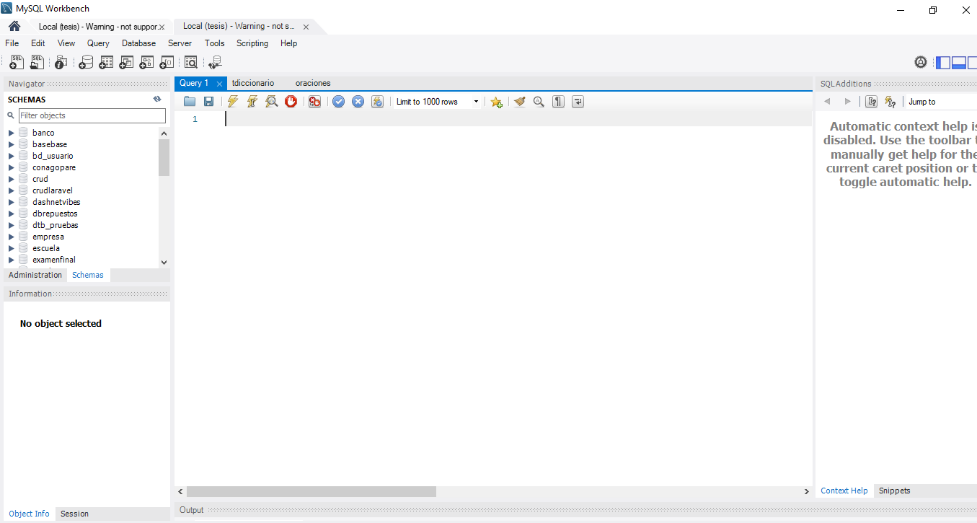 MySQL Workbench
Local (tesis) - Warning - not suppor.. x
Local (tesis) - Warning - not s... x
File Edit View Query Database Server Tools Scripting Help
Navigator
SCHEMAS
Filter objects
banco
basebase
bd_usuario
conagopare
crud
crudlaravel
dashnetvibes
dbrepuestos
dtb_pruebas
empresa
escuela
examenfinal
Administration Schemas
Information
No object selected
Object Info Session
Query 1 x tdiccionario oraciones
Limit to 1000 rows
1
Output
SQLAdditions
Jump to
Automatic context help is
disabled. Use the toolbar t
manually get help for the
current caret position or t
toggle automatic help.
Context Help Snippets